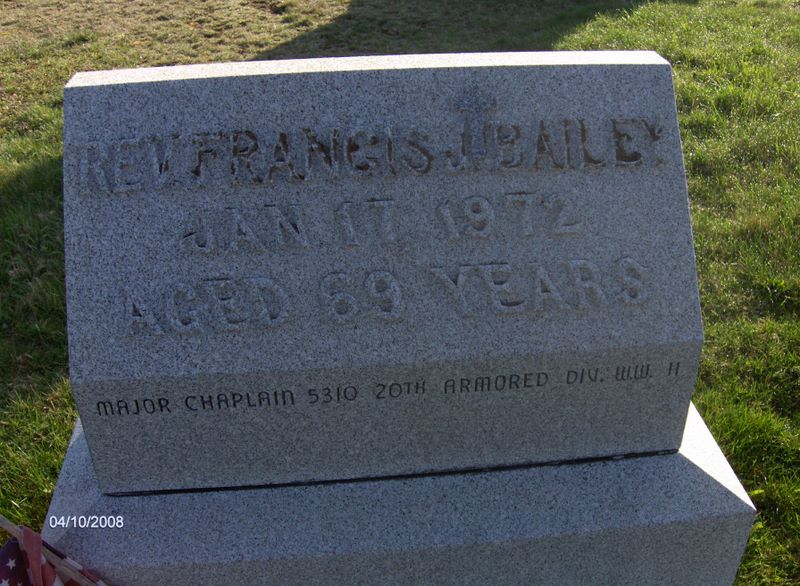 REV. FRANCIS J. BAILEY
JAN 17 1972
AGED 69 YEARS
MAJOR CHAPLAIN 5310 20TH ARMORED DIV. W.W. II
04/10/2008